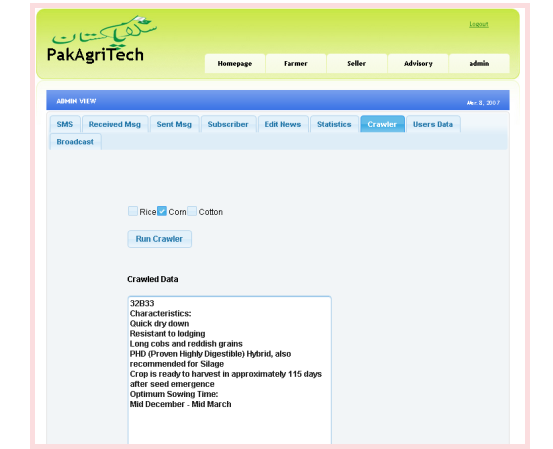 Logout
پاکستان
PakAgriTech
Homepage Farmer Seller Advisory admin
ADMIN VIEW
Mar 8, 2007
SMS Received Msg Sent Msg Subscriber Edit News Statistics Crawler Users Data
Broadcast
Rice Corn Cotton
Run Crawler
Crawled Data
32B33
Characteristics:
Quick dry down
Resistant to lodging
Long cobs and reddish grains
PHD (Proven Highly Digestible) Hybrid, also
recommended for Silage
Crop is ready to harvest in approximately 115 days
after seed emergence
Optimum Sowing Time:
Mid December - Mid March